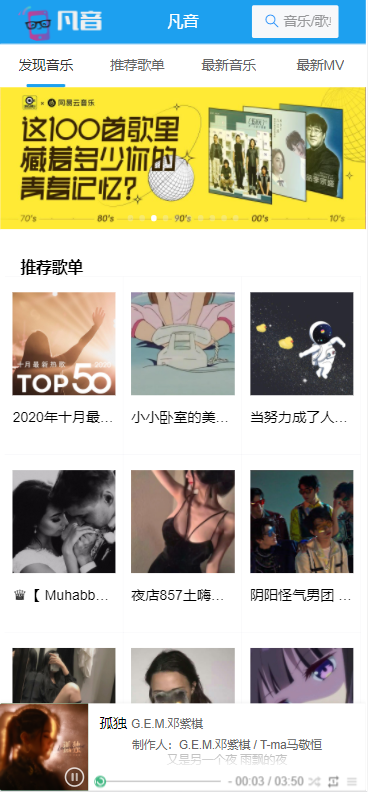 凡音
凡音
音乐/歌
发现音乐
推荐歌单
最新音乐
最新MV
× 网易云音乐
这100首歌里
藏着多少你的
青春记忆?
70's
80's
90's
00's
10's
推荐歌单
十月最新热歌
2020
TOP 50
2020年十月最...
小小卧室的美...
当努力成了人...
♛【 Muhabb...
夜店857土嗨...
阴阳怪气男团 ...
孤独 G.E.M.邓紫棋
制作人：G.E.M.邓紫棋 / T-ma马敬恒
又是另一个夜 雨飘的夜
- 00:03 / 03:50